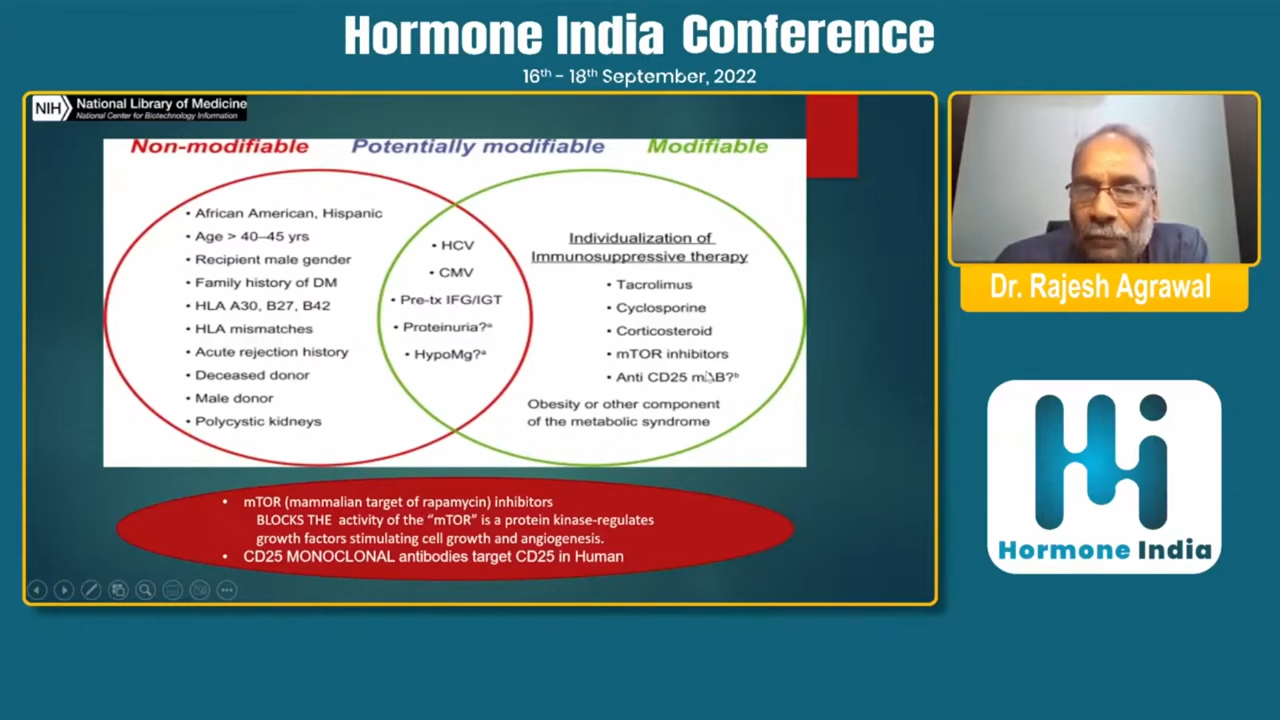 Hormone India Conference
16th - 18th September, 2022
NIH National Library of Medicine
National Center for Biotechnology Information
Non-modifiable Potentially modifiable Modifiable
• African American, Hispanic
• Age > 40–45 yrs
• Recipient male gender
• Family history of DM
• HLA A30, B27, B42
• HLA mismatches
• Acute rejection history
• Deceased donor
• Male donor
• Polycystic kidneys
• HCV
• CMV
• Pre-tx IFG/IGT
• Proteinuria?ᵃ
• HypoMg?ᵃ
Individualization of
Immunosuppressive therapy
• Tacrolimus
• Cyclosporine
• Corticosteroid
• mTOR inhibitors
• Anti CD25 mAB?ᵇ
Obesity or other component
of the metabolic syndrome
• mTOR (mammalian target of rapamycin) inhibitors
BLOCKS THE activity of the “mTOR” is a protein kinase-regulates
growth factors stimulating cell growth and angiogenesis.
• CD25 MONOCLONAL antibodies target CD25 in Human
Dr. Rajesh Agrawal
Hi
Hormone India